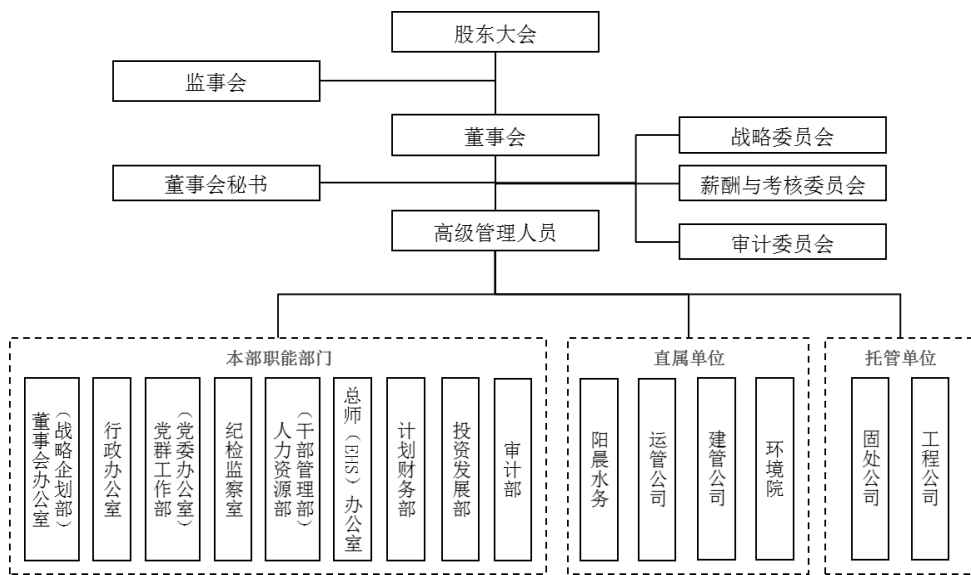 股东大会
监事会
董事会
战略委员会
董事会秘书
薪酬与考核委员会
高级管理人员
审计委员会
本部职能部门
直属单位
托管单位
董事会办公室
（战略企划部）
行政办公室
党群工作部
（党委办公室）
纪检监察室
人力资源部
（干部管理部）
总师（EHS）办公室
计划财务部
投资发展部
审计部
阳晨水务
运管公司
建管公司
环境院
固处公司
工程公司